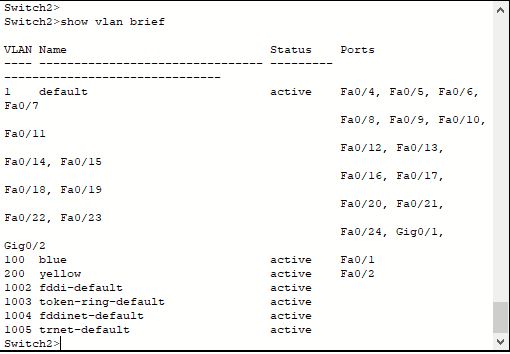 Switch2>
Switch2>show vlan brief
VLAN Name                             Status    Ports
---- -------------------------------- ---------
-------------------------------
1    default                          active    Fa0/4, Fa0/5, Fa0/6,
Fa0/7
                                                Fa0/8, Fa0/9, Fa0/10,
Fa0/11
                                                Fa0/12, Fa0/13,
Fa0/14, Fa0/15
                                                Fa0/16, Fa0/17,
Fa0/18, Fa0/19
                                                Fa0/20, Fa0/21,
Fa0/22, Fa0/23
                                                Fa0/24, Gig0/1,
Gig0/2
100  blue                             active    Fa0/1
200  yellow                           active    Fa0/2
1002 fddi-default                     active
1003 token-ring-default               active
1004 fddinet-default                  active
1005 trnet-default                    active
Switch2>